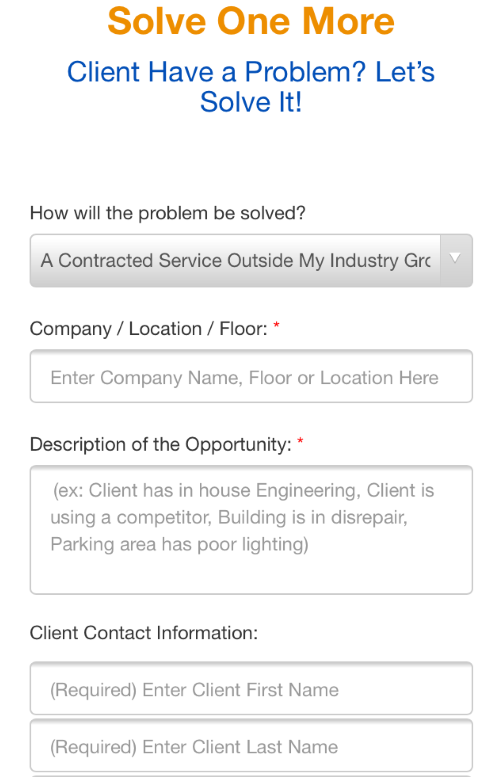 Solve One More
Client Have a Problem? Let’s
Solve It!
How will the problem be solved?
A Contracted Service Outside My Industry Grc
Company / Location / Floor: *
Enter Company Name, Floor or Location Here
Description of the Opportunity: *
(ex: Client has in house Engineering, Client is
using a competitor, Building is in disrepair,
Parking area has poor lighting)
Client Contact Information:
(Required) Enter Client First Name
(Required) Enter Client Last Name